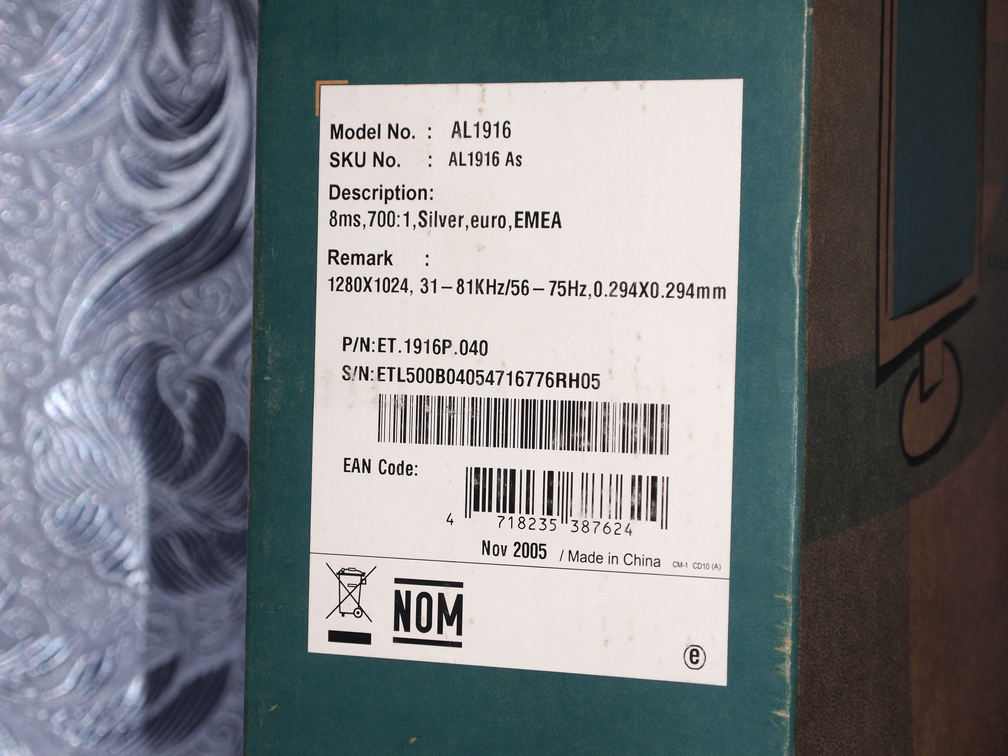 Model No. : AL1916
SKU No. : AL1916 As
Description:
8ms,700:1,Silver,euro,EMEA
Remark :
1280X1024, 31-81KHz/56-75Hz,0.294X0.294mm
P/N:ET.1916P.040
S/N:ETL500B04054716776RH05
EAN Code:
4 718235 387624
Nov 2005 / Made in China CM-1 CD10 (A)
NOM
e